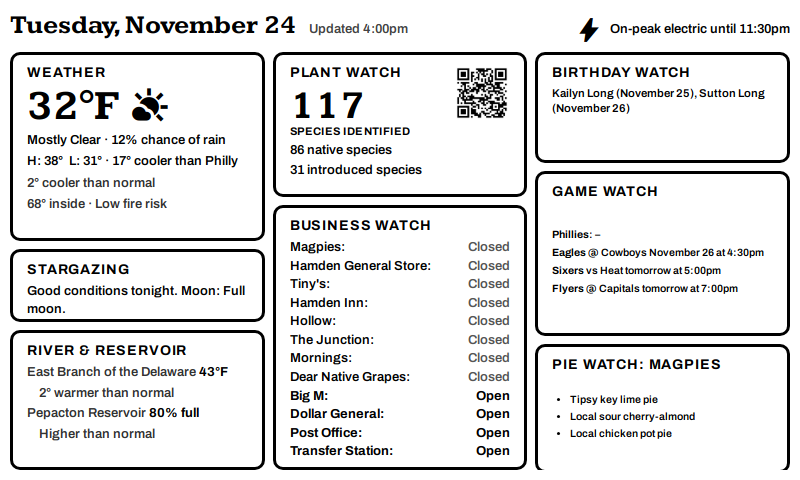 Tuesday, November 24 Updated 4:00pm
On-peak electric until 11:30pm
WEATHER
32°F
Mostly Clear · 12% chance of rain
H: 38° L: 31° · 17° cooler than Philly
2° cooler than normal
68° inside · Low fire risk
STARGAZING
Good conditions tonight. Moon: Full
moon.
RIVER & RESERVOIR
East Branch of the Delaware 43°F
2° warmer than normal
Pepacton Reservoir 80% full
Higher than normal
PLANT WATCH
117
SPECIES IDENTIFIED
86 native species
31 introduced species
BUSINESS WATCH
Magpies: Closed
Hamden General Store: Closed
Tiny's: Closed
Hamden Inn: Closed
Hollow: Closed
The Junction: Closed
Mornings: Closed
Dear Native Grapes: Closed
Big M: Open
Dollar General: Open
Post Office: Open
Transfer Station: Open
BIRTHDAY WATCH
Kailyn Long (November 25), Sutton Long
(November 26)
GAME WATCH
Phillies: –
Eagles @ Cowboys November 26 at 4:30pm
Sixers vs Heat tomorrow at 5:00pm
Flyers @ Capitals tomorrow at 7:00pm
PIE WATCH: MAGPIES
• Tipsy key lime pie
• Local sour cherry-almond
• Local chicken pot pie